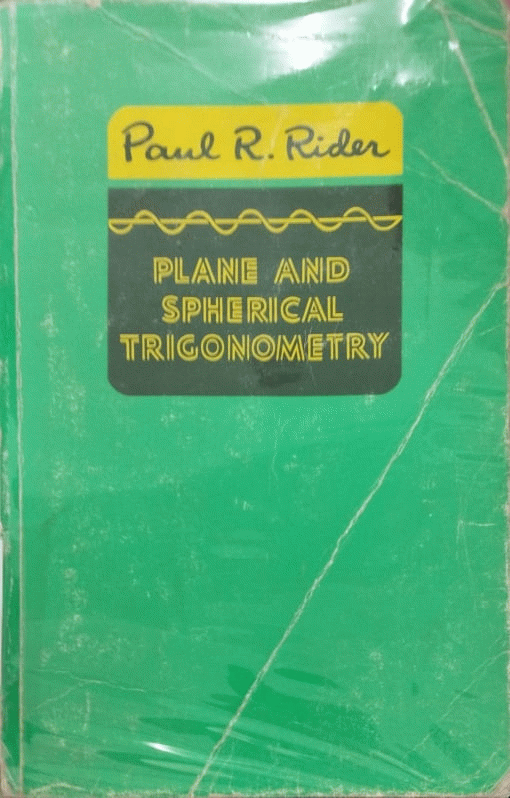 Paul R. Rider
PLANE AND
SPHERICAL
TRIGONOMETRY